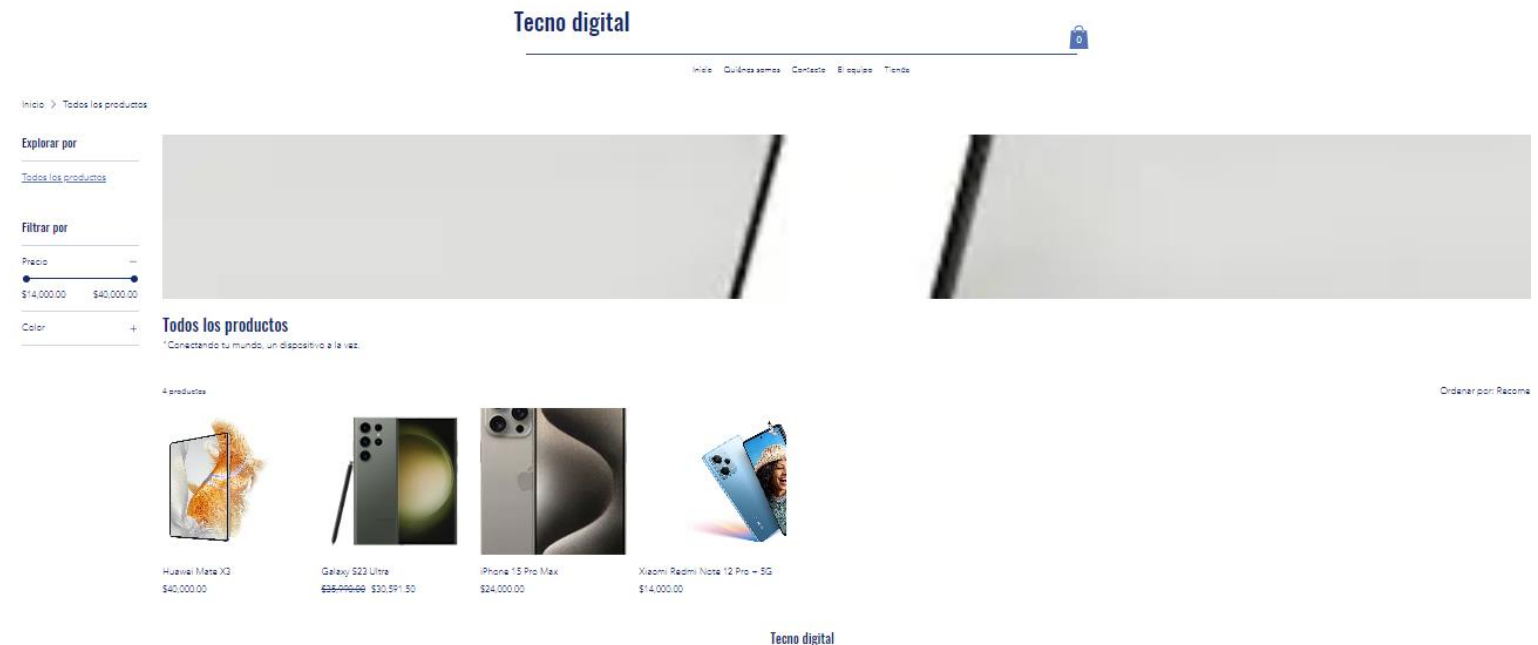 Tecno digital
0
Inicio Quiénes somos Contacto El equipo Tienda
Inicio > Todos los productos
Explorar por
Todos los productos
Filtrar por
Precio −
$14,000.00 $40,000.00
Color +
Todos los productos
"Conectando tu mundo, un dispositivo a la vez.
4 productos
Ordenar por: Recome
Huawei Mate X3
$40,000.00
Galaxy S23 Ultra
$35,990.00 $30,591.50
iPhone 15 Pro Max
$24,000.00
Xiaomi Redmi Note 12 Pro + 5G
$14,000.00
Tecno digital